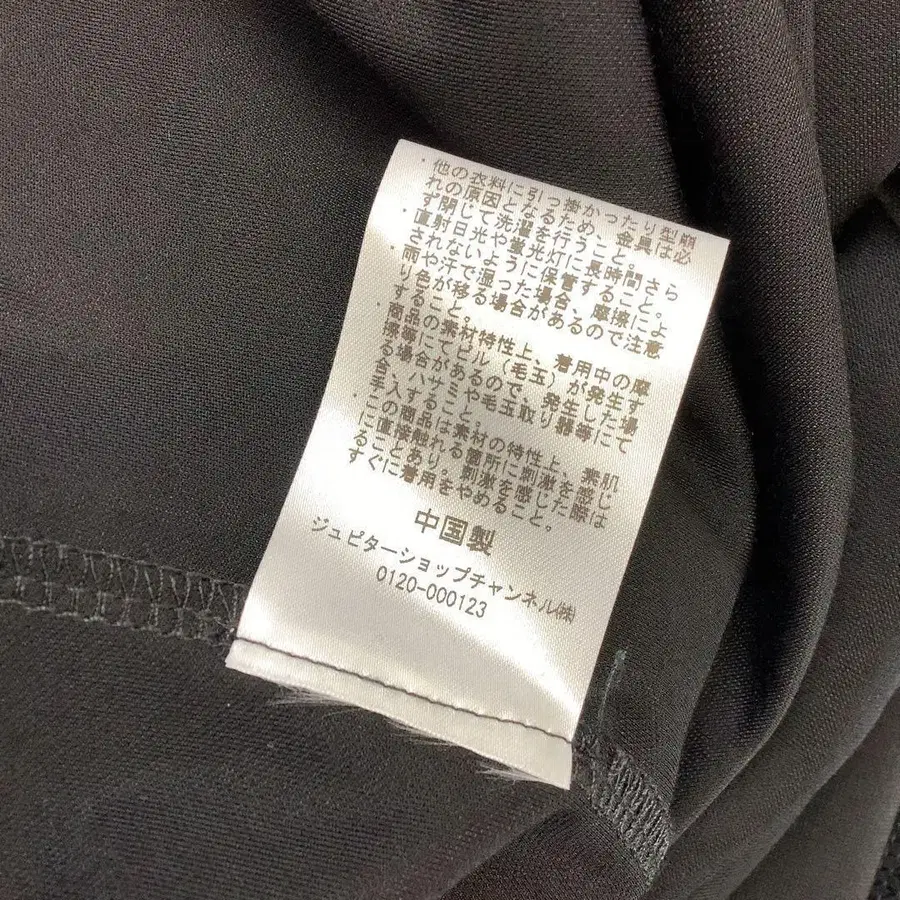 ・他の衣料に引っ掛かったり型崩
れの原因となるため、金具は必
ず閉じて洗濯を行うこと。
・直射日光や蛍光灯に長時間さら
されないように保管すること。
・雨や汗で湿った場合、摩擦によ
り色が移る場合があるので注意
すること。
・商品の素材特性上、着用中の摩
擦等にてピル（毛玉）が発生す
る場合があるので、発生した場
合、ハサミや毛玉取り器等にて
手入すること。
・この商品は素材の特性上、素肌
に直接触れる箇所に刺激を感じ
ることあり。刺激を感じた際は
すぐに着用をやめること。
中国製
ジュピターショップチャンネル㈱
0120-000123